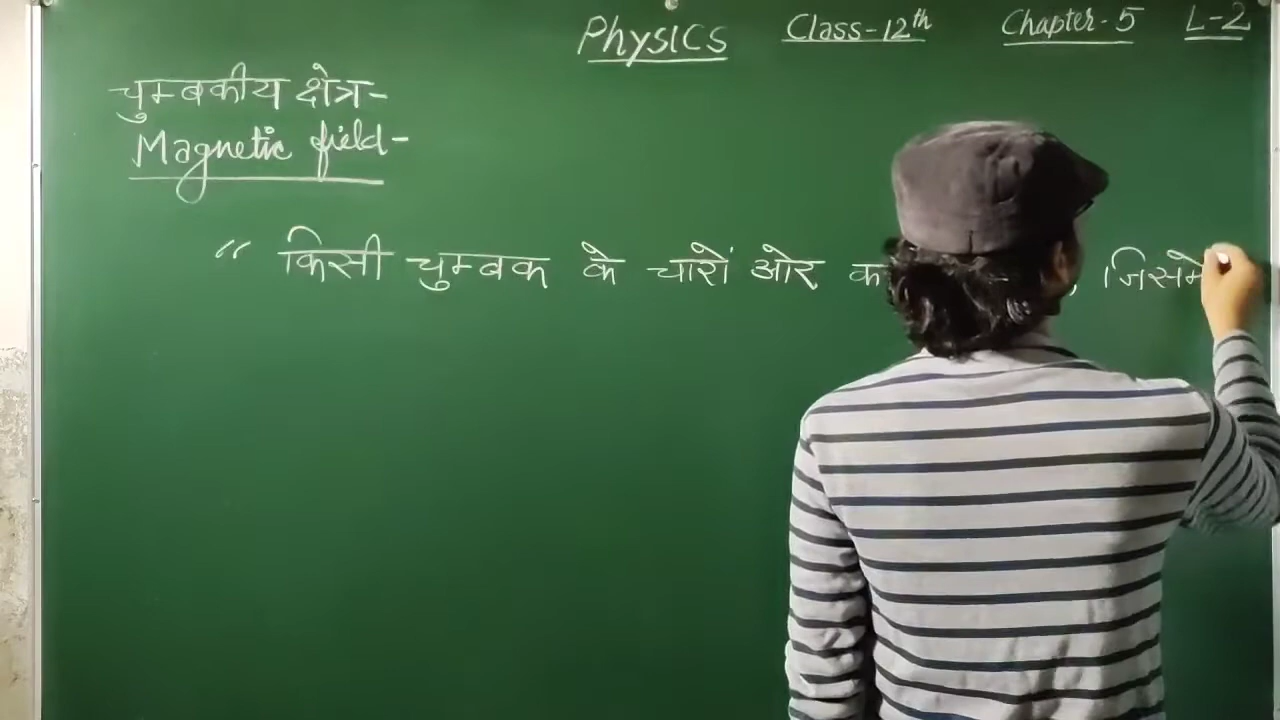 Physics Class-12th Chapter-5 L-2
चुम्बकीय क्षेत्र-
Magnetic field-
“ किसी चुम्बक के चारों ओर का , जिसमें